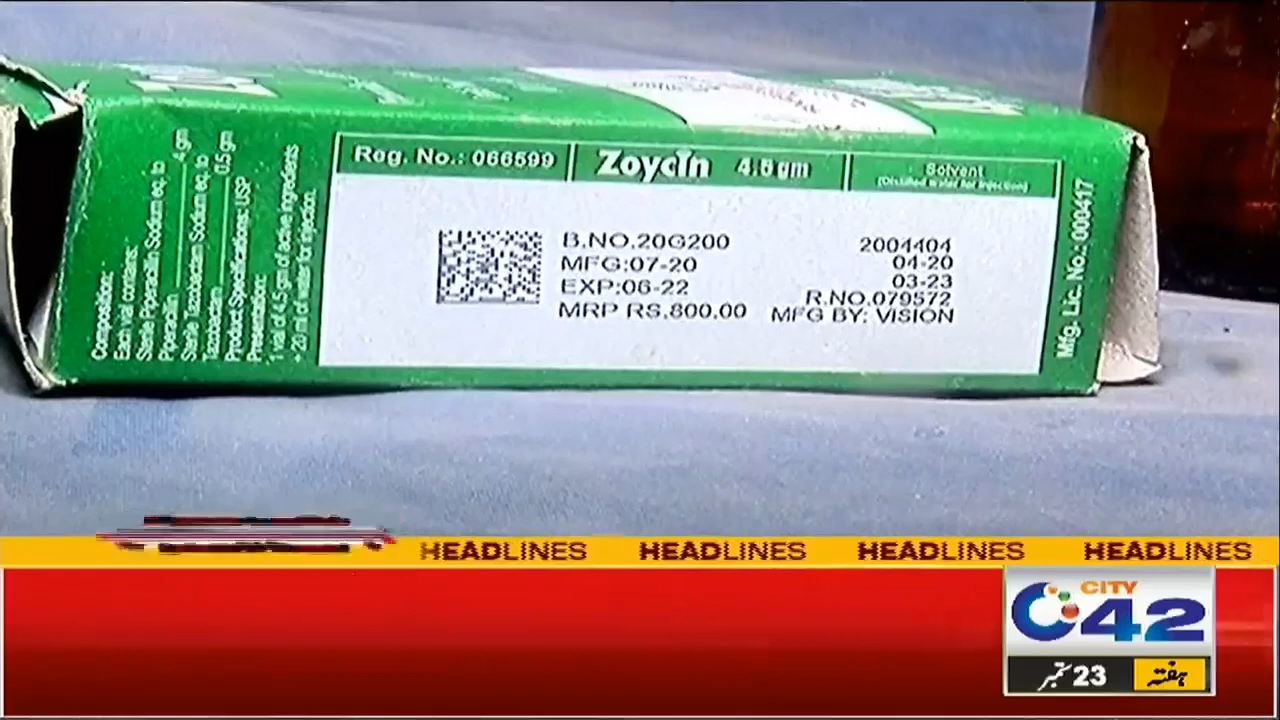 Reg. No.: 066599
Zoycin 4.5 gm
Solvent
(Distilled water for injection)
B.NO.20G200
MFG:07-20
EXP:06-22
MRP RS.800.00
2004404
04-20
03-23
R.NO.079572
MFG BY: VISION
Mfg. Lic. No.: 000417
Composition:
Each vial contains:
Sterile Piperacillin Sodium eq. to
Piperacillin 4 gm
Sterile Tazobactam Sodium eq. to
Tazobactam 0.5 gm
Product Specifications: USP
Presentation:
1 vial of 4.5 gm of active ingredients
+ 20 ml of water for injection.
HEADLINES HEADLINES HEADLINES HEADLINES
CITY
42
23 ستمبر
ہفتہ